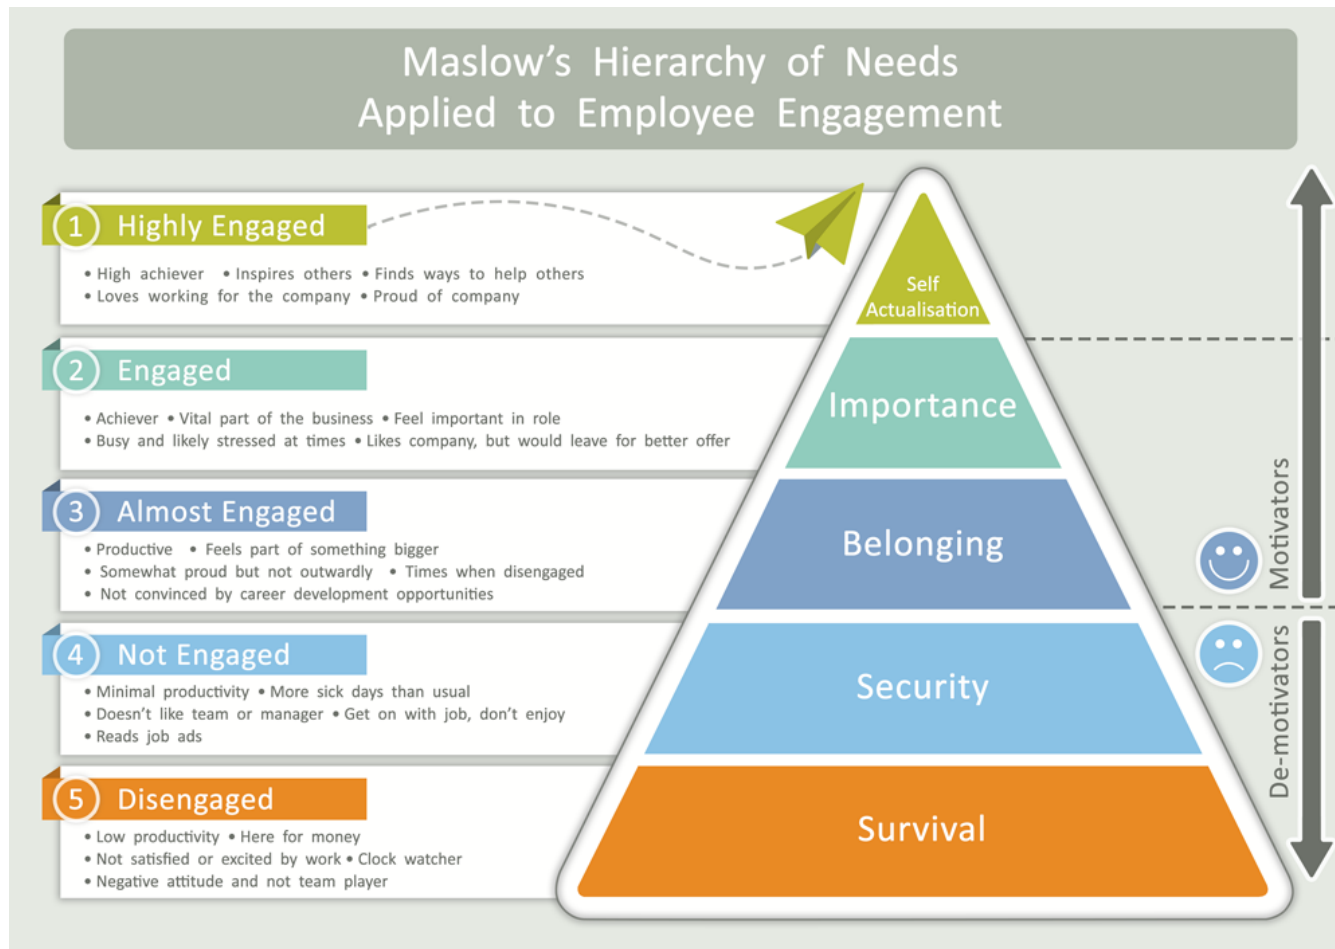 Maslow's Hierarchy of Needs
Applied to Employee Engagement
1 Highly Engaged
• High achiever • Inspires others • Finds ways to help others
• Loves working for the company • Proud of company
Self
Actualisation
2 Engaged
• Achiever • Vital part of the business • Feel important in role
• Busy and likely stressed at times • Likes company, but would leave for better offer
Importance
3 Almost Engaged
• Productive • Feels part of something bigger
• Somewhat proud but not outwardly • Times when disengaged
• Not convinced by career development opportunities
Belonging
Motivators
4 Not Engaged
• Minimal productivity • More sick days than usual
• Doesn't like team or manager • Get on with job, don't enjoy
• Reads job ads
Security
De-motivators
5 Disengaged
• Low productivity • Here for money
• Not satisfied or excited by work • Clock watcher
• Negative attitude and not team player
Survival